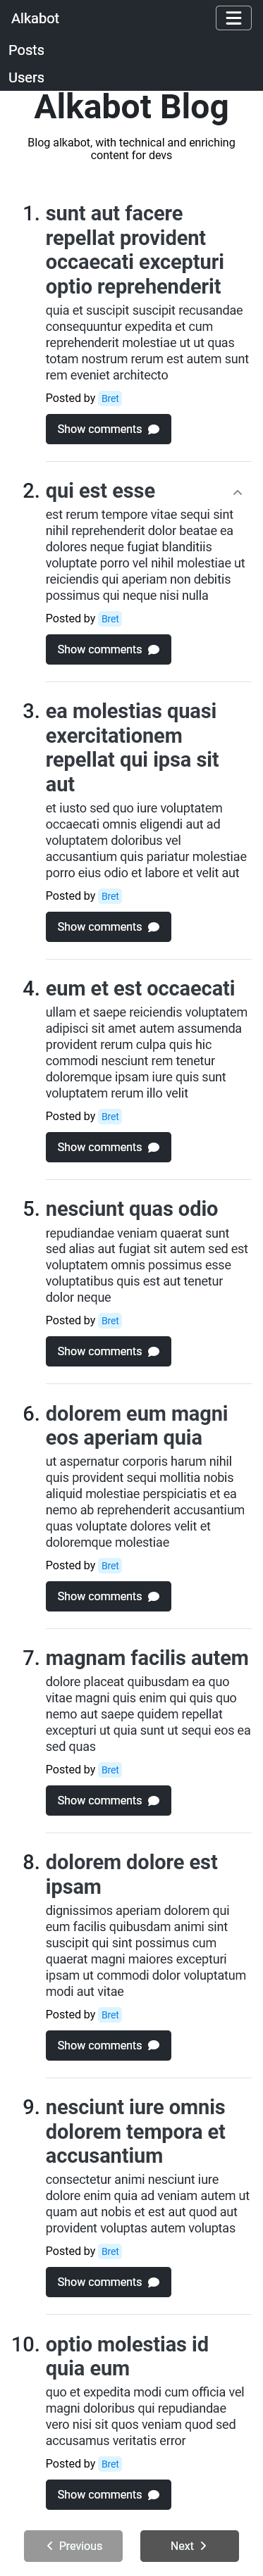 Alkabot
Posts
Users
Alkabot Blog
Blog alkabot, with technical and enriching
content for devs
1. sunt aut facere
repellat provident
occaecati excepturi
optio reprehenderit
quia et suscipit suscipit recusandae
consequuntur expedita et cum
reprehenderit molestiae ut ut quas
totam nostrum rerum est autem sunt
rem eveniet architecto
Posted by Bret
Show comments
2. qui est esse
est rerum tempore vitae sequi sint
nihil reprehenderit dolor beatae ea
dolores neque fugiat blanditiis
voluptate porro vel nihil molestiae ut
reiciendis qui aperiam non debitis
possimus qui neque nisi nulla
Posted by Bret
Show comments
3. ea molestias quasi
exercitationem
repellat qui ipsa sit
aut
et iusto sed quo iure voluptatem
occaecati omnis eligendi aut ad
voluptatem doloribus vel
accusantium quis pariatur molestiae
porro eius odio et labore et velit aut
Posted by Bret
Show comments
4. eum et est occaecati
ullam et saepe reiciendis voluptatem
adipisci sit amet autem assumenda
provident rerum culpa quis hic
commodi nesciunt rem tenetur
doloremque ipsam iure quis sunt
voluptatem rerum illo velit
Posted by Bret
Show comments
5. nesciunt quas odio
repudiandae veniam quaerat sunt
sed alias aut fugiat sit autem sed est
voluptatem omnis possimus esse
voluptatibus quis est aut tenetur
dolor neque
Posted by Bret
Show comments
6. dolorem eum magni
eos aperiam quia
ut aspernatur corporis harum nihil
quis provident sequi mollitia nobis
aliquid molestiae perspiciatis et ea
nemo ab reprehenderit accusantium
quas voluptate dolores velit et
doloremque molestiae
Posted by Bret
Show comments
7. magnam facilis autem
dolore placeat quibusdam ea quo
vitae magni quis enim qui quis quo
nemo aut saepe quidem repellat
excepturi ut quia sunt ut sequi eos ea
sed quas
Posted by Bret
Show comments
8. dolorem dolore est
ipsam
dignissimos aperiam dolorem qui
eum facilis quibusdam animi sint
suscipit qui sint possimus cum
quaerat magni maiores excepturi
ipsam ut commodi dolor voluptatum
modi aut vitae
Posted by Bret
Show comments
9. nesciunt iure omnis
dolorem tempora et
accusantium
consectetur animi nesciunt iure
dolore enim quia ad veniam autem ut
quam aut nobis et est aut quod aut
provident voluptas autem voluptas
Posted by Bret
Show comments
10. optio molestias id
quia eum
quo et expedita modi cum officia vel
magni doloribus qui repudiandae
vero nisi sit quos veniam quod sed
accusamus veritatis error
Posted by Bret
Show comments
Previous Next